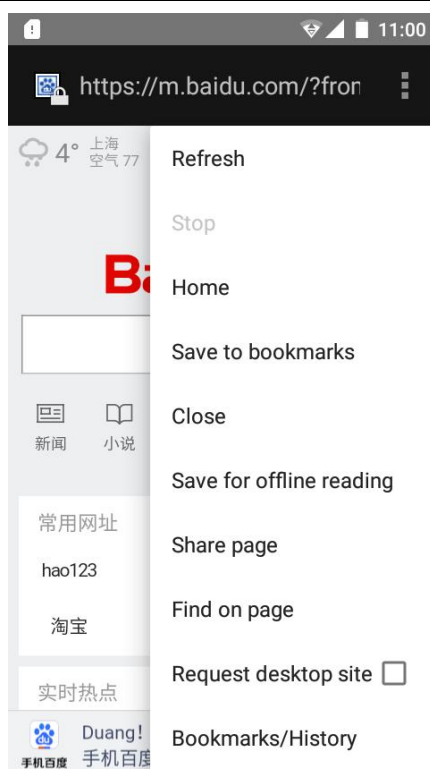 11:00
https://m.baidu.com/?fron
4° 上海
空气 77
Refresh
Stop
Home
Save to bookmarks
Close
Save for offline reading
Share page
Find on page
Request desktop site
Bookmarks/History
Ba
新闻 小说
常用网址
hao123
淘宝
实时热点
Duang!
手机百度
手机百度